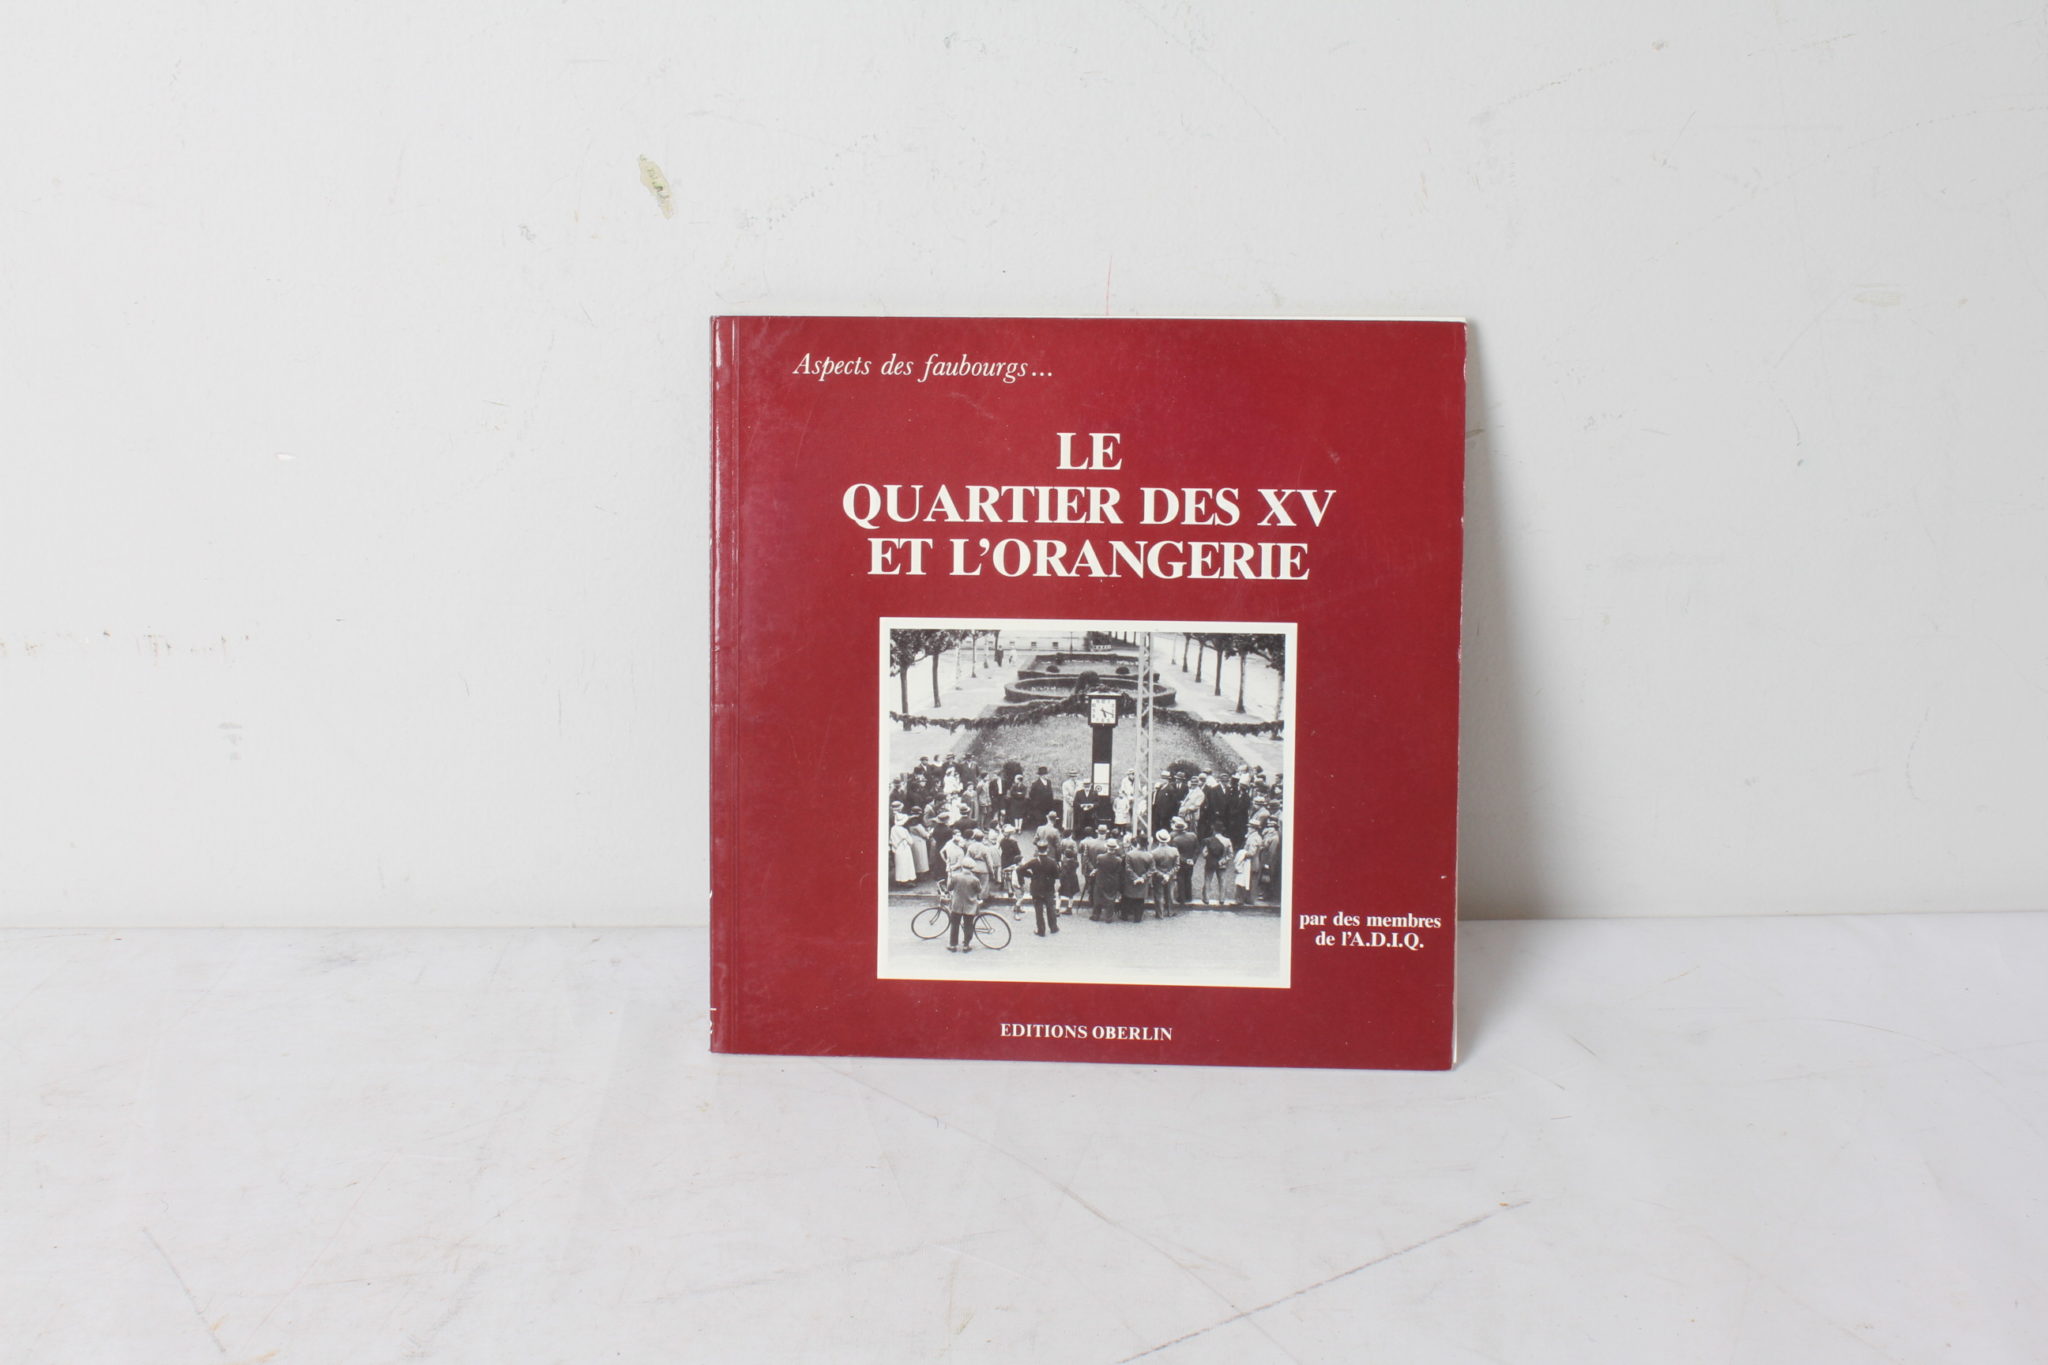 Aspects des faubourgs...
LE
QUARTIER DES XV
ET L'ORANGERIE
par des membres
de l'A.D.I.Q.
EDITIONS OBERLIN